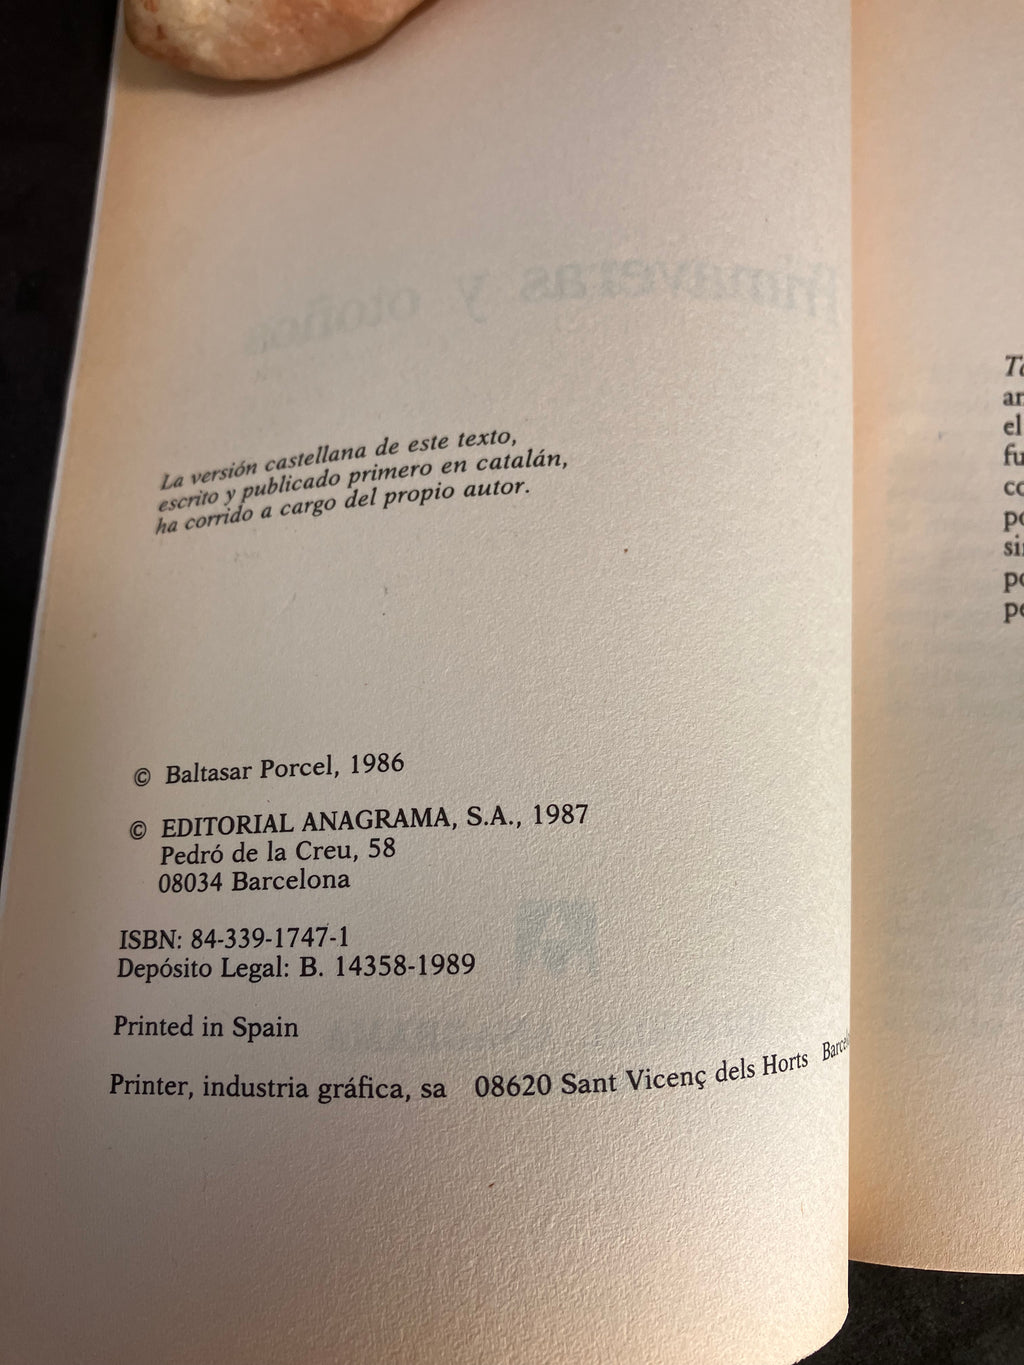 La versión castellana de este texto,
escrito y publicado primero en catalán,
ha corrido a cargo del propio autor.
© Baltasar Porcel, 1986
© EDITORIAL ANAGRAMA, S.A., 1987
Pedró de la Creu, 58
08034 Barcelona
ISBN: 84-339-1747-1
Depósito Legal: B. 14358-1989
Printed in Spain
Printer, industria gráfica, sa 08620 Sant Vicenç dels Horts
el